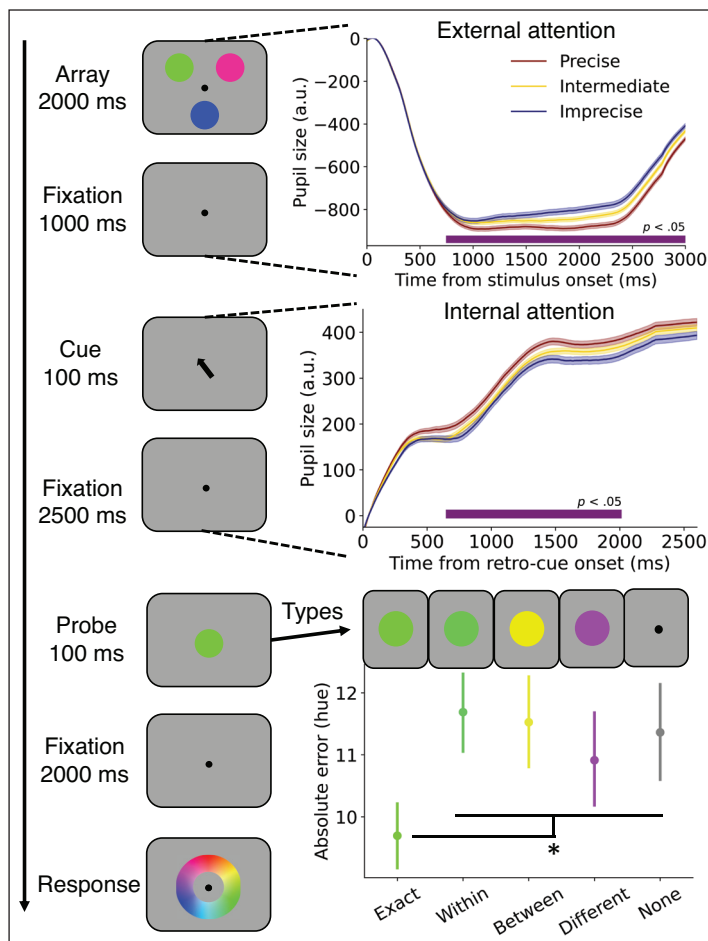 Array
2000 ms
Fixation
1000 ms
External attention
Precise
Intermediate
Imprecise
Pupil size (a.u.)
0
−200
−400
−600
−800
p < .05
0 500 1000 1500 2000 2500 3000
Time from stimulus onset (ms)
Cue
100 ms
Fixation
2500 ms
Internal attention
Pupil size (a.u.)
400
300
200
100
0
p < .05
0 500 1000 1500 2000 2500
Time from retro-cue onset (ms)
Probe
100 ms
Types
Fixation
2000 ms
Response
Absolute error (hue)
12
11
10
*
Exact Within Between Different None